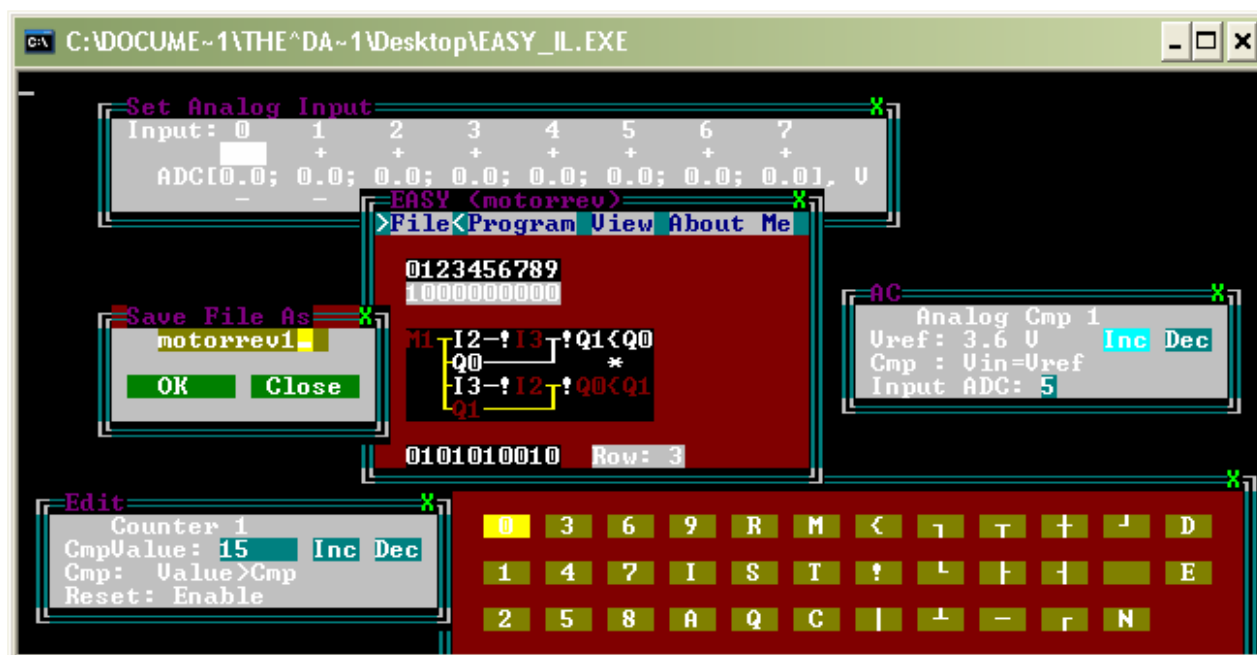 C:\DOCUME~1\THE^DA~1\Desktop\EASY_IL.EXE
Set Analog Input X
Input: 0 1 2 3 4 5 6 7
+ + + + + + +
ADC[0.0; 0.0; 0.0; 0.0; 0.0; 0.0; 0.0; 0.0], V
- -
EASY <motorrev> X
>File< Program View About Me
0123456789
1000000000
M1┬I2-!I3┬!Q1<Q0
├Q0──┘ *
├I3-!I2┬!Q0<Q1
└Q1──┘
0101010010 Row: 3
Save File As X
motorrev1_
OK Close
AC X
Analog Cmp 1
Vref: 3.6 V Inc Dec
Cmp : Vin=Vref
Input ADC: 5
Edit X
Counter 1
CmpValue: 15 Inc Dec
Cmp: Value>Cmp
Reset: Enable
X
0 3 6 9 R M < ┐ ┬ ┼ ┘ D
1 4 7 I S T ! └ ├ ┤ E
2 5 8 A Q C | ┴ ─ ┌ N